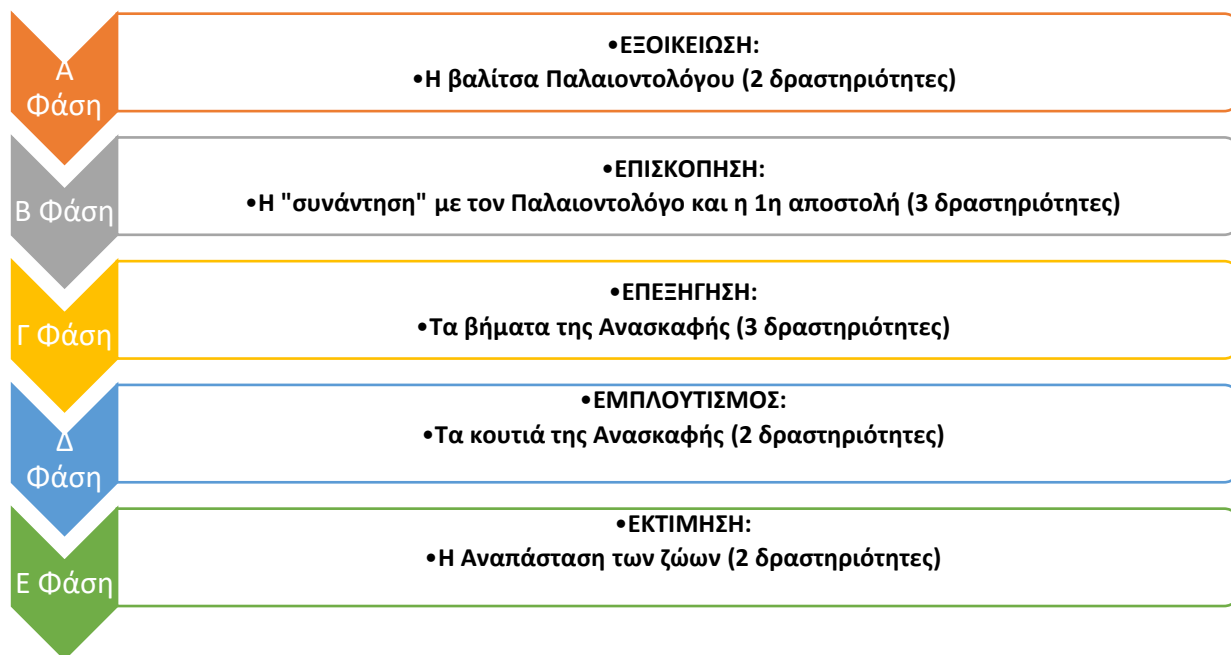 Α
Φάση
•ΕΞΟΙΚΕΙΩΣΗ:
•Η βαλίτσα Παλαιοντολόγου (2 δραστηριότητες)
Β Φάση
•ΕΠΙΣΚΟΠΗΣΗ:
•Η "συνάντηση" με τον Παλαιοντολόγο και η 1η αποστολή (3 δραστηριότητες)
Γ Φάση
•ΕΠΕΞΗΓΗΣΗ:
•Τα βήματα της Ανασκαφής (3 δραστηριότητες)
Δ
Φάση
•ΕΜΠΛΟΥΤΙΣΜΟΣ:
•Τα κουτιά της Ανασκαφής (2 δραστηριότητες)
Ε Φάση
•ΕΚΤΙΜΗΣΗ:
•Η Αναπάσταση των ζώων (2 δραστηριότητες)